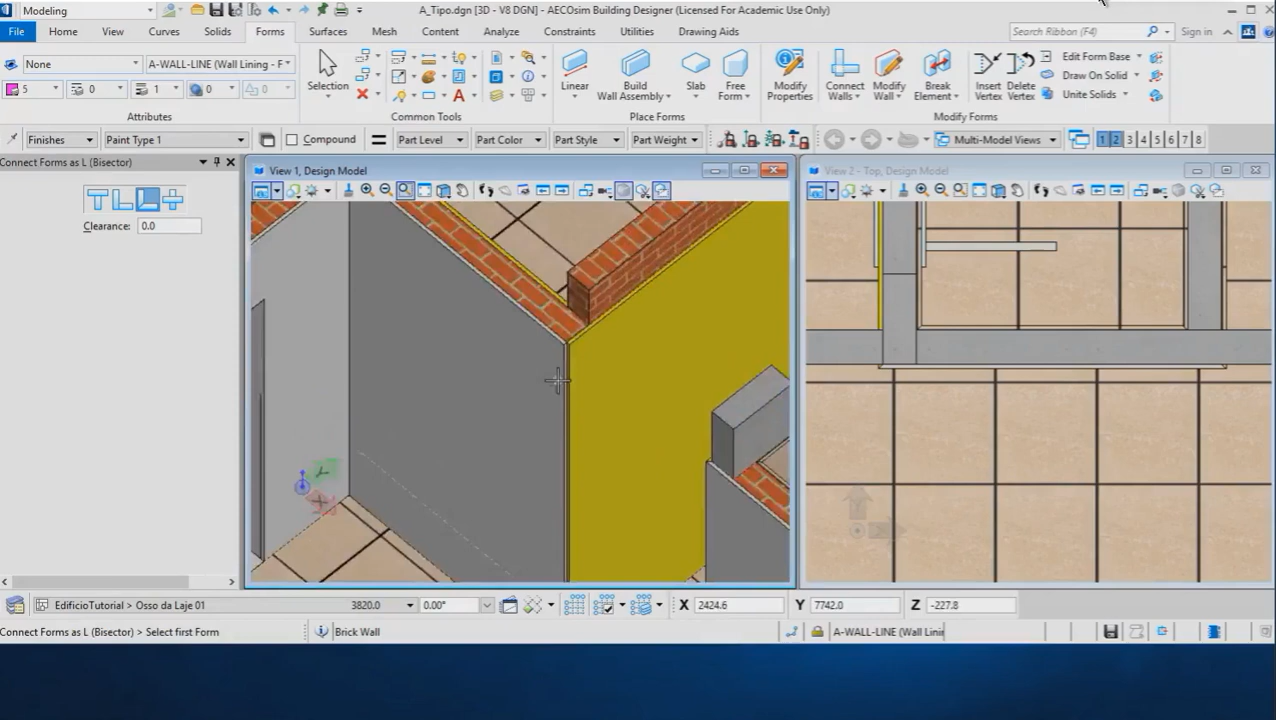 Modeling
A_Tipo.dgn [3D - V8 DGN] - AECOsim Building Designer (Licensed For Academic Use Only)
File Home View Curves Solids Forms Surfaces Mesh Content Analyze Constraints Utilities Drawing Aids Search Ribbon (F4) Sign in
None A-WALL-LINE (Wall Lining - F
5 0 1 0 0
Selection
Linear Build Wall Assembly Slab Free Form Modify Properties Connect Walls Modify Wall Break Element Insert Vertex Delete Vertex
Edit Form Base
Draw On Solid
Unite Solids
Attributes Common Tools Place Forms Modify Forms
Finishes Paint Type 1 Compound Part Level Part Color Part Style Part Weight Multi-Model Views 1 2 3 4 5 6 7 8
Connect Forms as L (Bisector)
Clearance: 0.0
View 1, Design Model
View 2 - Top, Design Model
EdificioTutorial > Osso da Laje 01 3820.0 0.00° X 2424.6 Y 7742.0 Z -227.8
Connect Forms as L (Bisector) > Select first Form Brick Wall A-WALL-LINE (Wall Linin